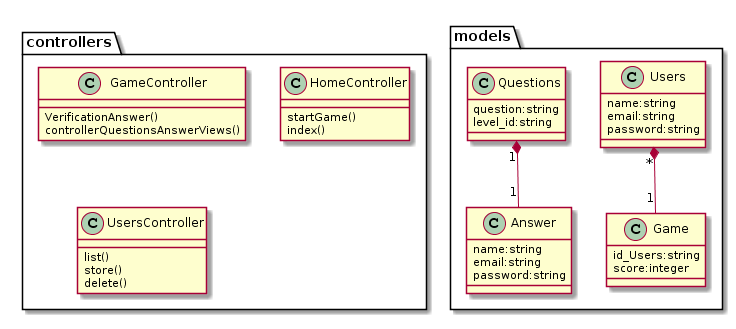 controllers
C GameController
VerificationAnswer()
controllerQuestionsAnswerViews()
C HomeController
startGame()
index()
C UsersController
list()
store()
delete()
models
C Questions
question:string
level_id:string
C Users
name:string
email:string
password:string
1
*
1
1
C Answer
name:string
email:string
password:string
C Game
id_Users:string
score:integer